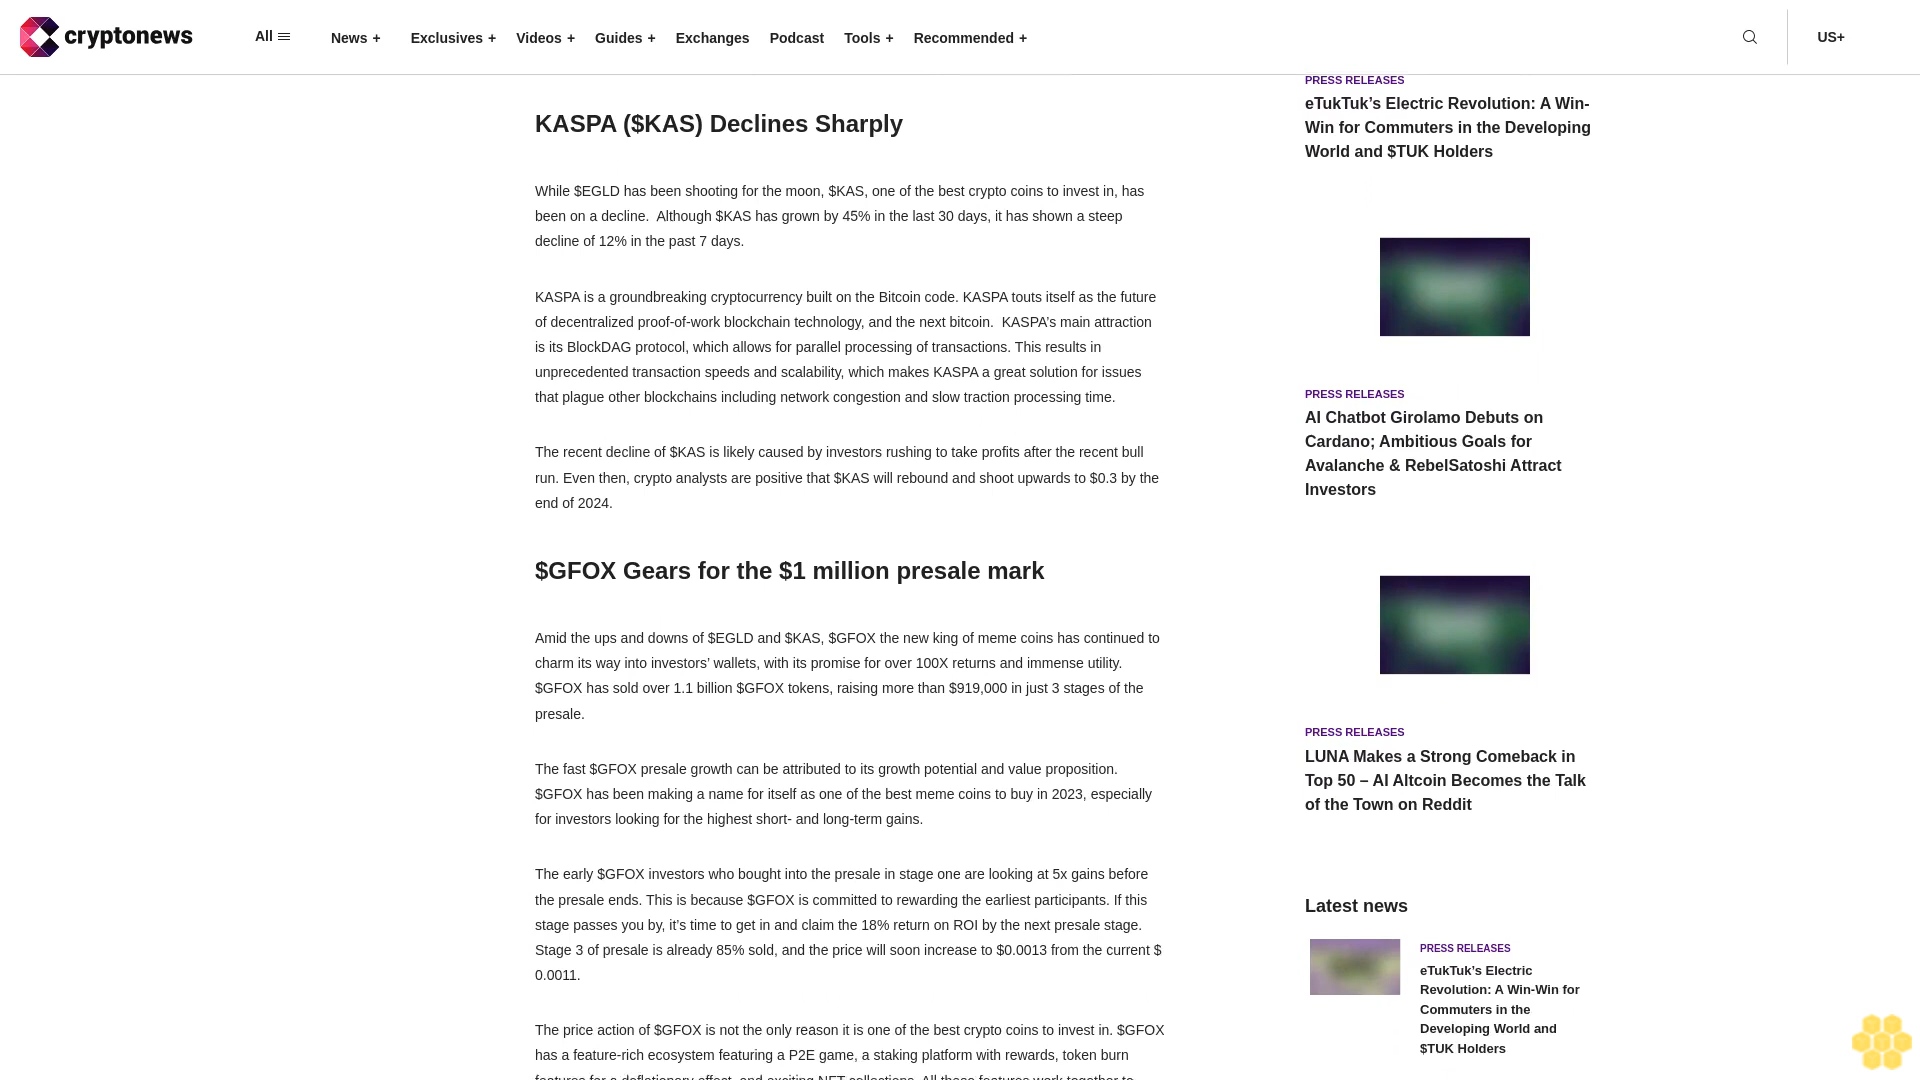 cryptonews
All
News +
Exclusives +
Videos +
Guides +
Exchanges
Podcast
Tools +
Recommended +
US+
KASPA ($KAS) Declines Sharply
While $EGLD has been shooting for the moon, $KAS, one of the best crypto coins to invest in, has
been on a decline.  Although $KAS has grown by 45% in the last 30 days, it has shown a steep
decline of 12% in the past 7 days.
KASPA is a groundbreaking cryptocurrency built on the Bitcoin code. KASPA touts itself as the future
of decentralized proof-of-work blockchain technology, and the next bitcoin.  KASPA’s main attraction
is its BlockDAG protocol, which allows for parallel processing of transactions. This results in
unprecedented transaction speeds and scalability, which makes KASPA a great solution for issues
that plague other blockchains including network congestion and slow traction processing time.
The recent decline of $KAS is likely caused by investors rushing to take profits after the recent bull
run. Even then, crypto analysts are positive that $KAS will rebound and shoot upwards to $0.3 by the
end of 2024.
$GFOX Gears for the $1 million presale mark
Amid the ups and downs of $EGLD and $KAS, $GFOX the new king of meme coins has continued to
charm its way into investors’ wallets, with its promise for over 100X returns and immense utility.
$GFOX has sold over 1.1 billion $GFOX tokens, raising more than $919,000 in just 3 stages of the
presale.
The fast $GFOX presale growth can be attributed to its growth potential and value proposition.
$GFOX has been making a name for itself as one of the best meme coins to buy in 2023, especially
for investors looking for the highest short- and long-term gains.
The early $GFOX investors who bought into the presale in stage one are looking at 5x gains before
the presale ends. This is because $GFOX is committed to rewarding the earliest participants. If this
stage passes you by, it’s time to get in and claim the 18% return on ROI by the next presale stage.
Stage 3 of presale is already 85% sold, and the price will soon increase to $0.0013 from the current $
0.0011.
The price action of $GFOX is not the only reason it is one of the best crypto coins to invest in. $GFOX
has a feature-rich ecosystem featuring a P2E game, a staking platform with rewards, token burn
features for a deflationary effect, and exciting NFT collections. All these features work together to
PRESS RELEASES
eTukTuk’s Electric Revolution: A Win-
Win for Commuters in the Developing
World and $TUK Holders
PRESS RELEASES
AI Chatbot Girolamo Debuts on
Cardano; Ambitious Goals for
Avalanche & RebelSatoshi Attract
Investors
PRESS RELEASES
LUNA Makes a Strong Comeback in
Top 50 – AI Altcoin Becomes the Talk
of the Town on Reddit
Latest news
PRESS RELEASES
eTukTuk’s Electric
Revolution: A Win-Win for
Commuters in the
Developing World and
$TUK Holders